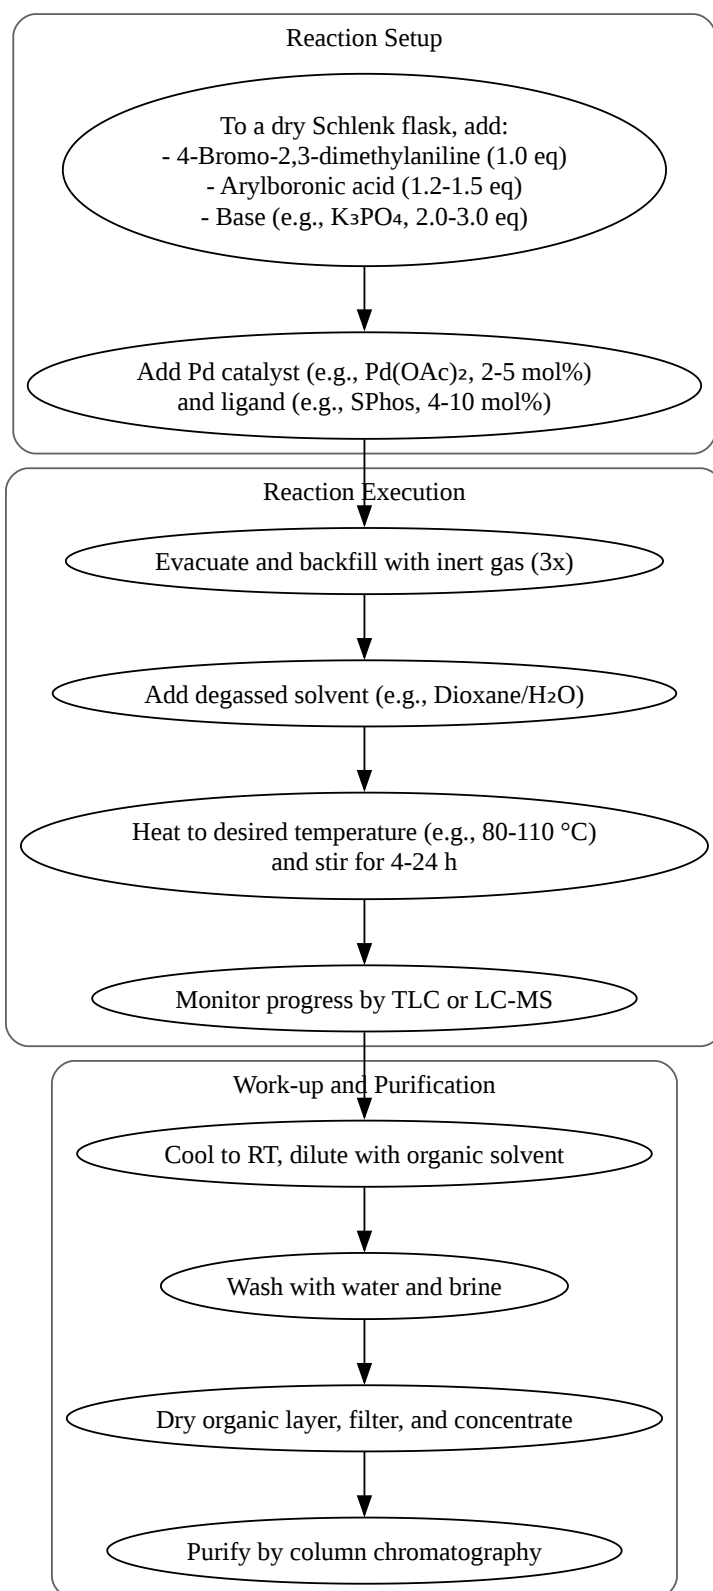 Reaction Setup
To a dry Schlenk flask, add:
- 4-Bromo-2,3-dimethylaniline (1.0 eq)
- Arylboronic acid (1.2-1.5 eq)
- Base (e.g., K₃PO₄, 2.0-3.0 eq)
Add Pd catalyst (e.g., Pd(OAc)₂, 2-5 mol%)
and ligand (e.g., SPhos, 4-10 mol%)
Reaction Execution
Evacuate and backfill with inert gas (3x)
Add degassed solvent (e.g., Dioxane/H₂O)
Heat to desired temperature (e.g., 80-110 °C)
and stir for 4-24 h
Monitor progress by TLC or LC-MS
Work-up and Purification
Cool to RT, dilute with organic solvent
Wash with water and brine
Dry organic layer, filter, and concentrate
Purify by column chromatography